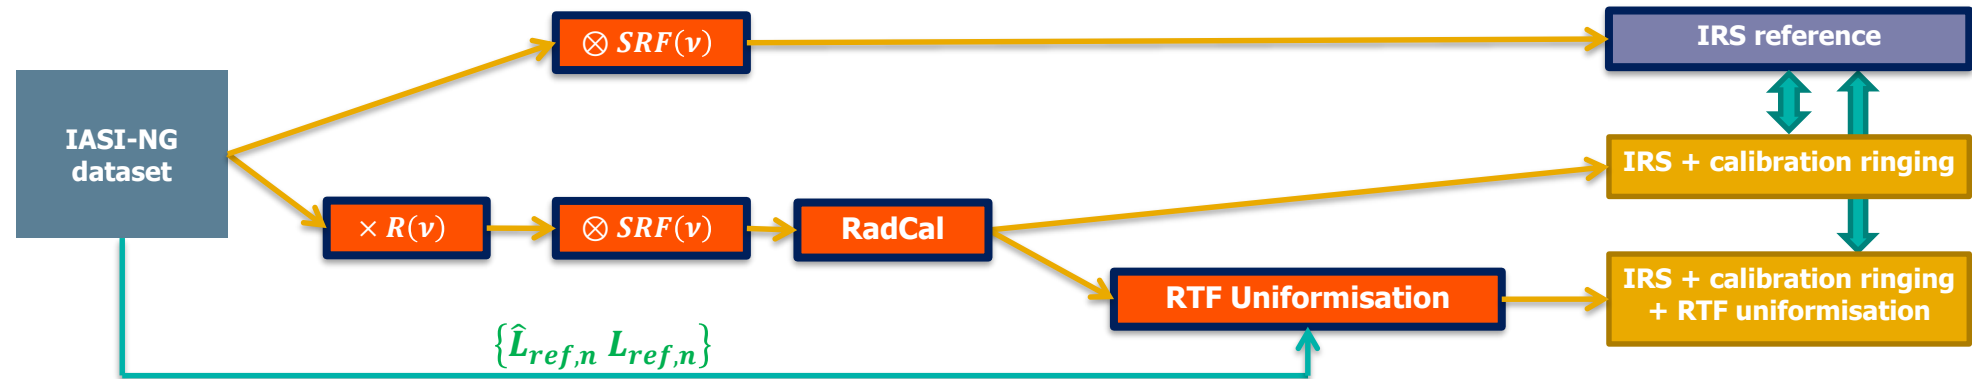 ⊗ SRF(ν)
IRS reference
IASI-NG
dataset
IRS + calibration ringing
× R(ν)
⊗ SRF(ν)
RadCal
RTF Uniformisation
IRS + calibration ringing
+ RTF uniformisation
{L̂ref,n Lref,n}